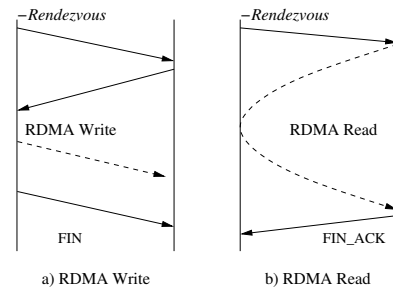 –Rendezvous
RDMA Write
FIN
a) RDMA Write
–Rendezvous
RDMA Read
FIN_ACK
b) RDMA Read